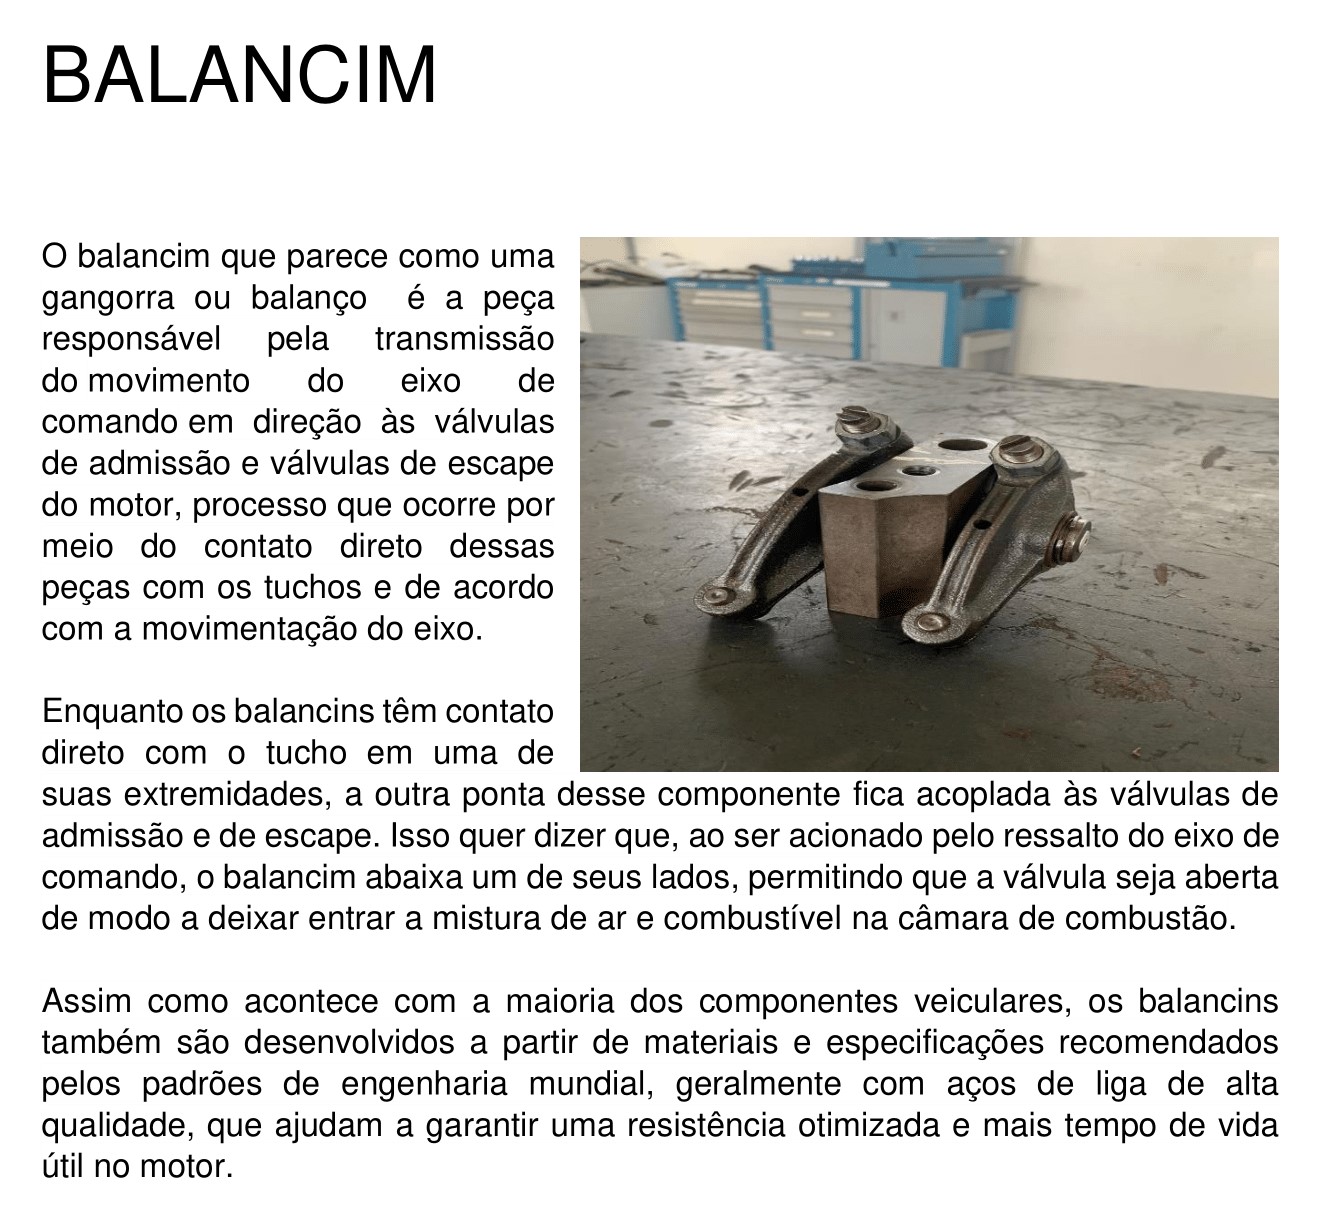 BALANCIM
O balancim que parece como uma
gangorra ou balanço é a peça
responsável pela transmissão
do movimento do eixo de
comando em direção às válvulas
de admissão e válvulas de escape
do motor, processo que ocorre por
meio do contato direto dessas
peças com os tuchos e de acordo
com a movimentação do eixo.
Enquanto os balancins têm contato
direto com o tucho em uma de
suas extremidades, a outra ponta desse componente fica acoplada às válvulas de
admissão e de escape. Isso quer dizer que, ao ser acionado pelo ressalto do eixo de
comando, o balancim abaixa um de seus lados, permitindo que a válvula seja aberta
de modo a deixar entrar a mistura de ar e combustível na câmara de combustão.
Assim como acontece com a maioria dos componentes veiculares, os balancins
também são desenvolvidos a partir de materiais e especificações recomendados
pelos padrões de engenharia mundial, geralmente com aços de liga de alta
qualidade, que ajudam a garantir uma resistência otimizada e mais tempo de vida
útil no motor.